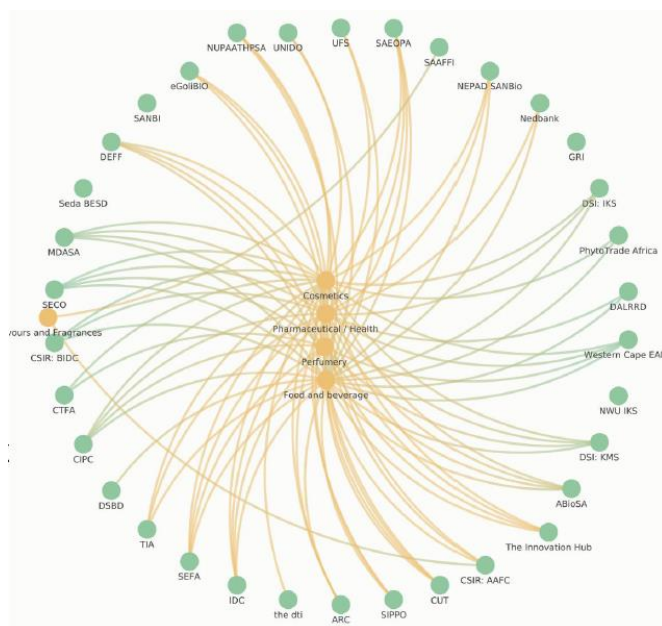 UFS
SAEOPA
UNIDO
NUPAATHPSA
SAAFFI
NEPAD SANBio
eGoliBIO
Nedbank
SANBI
GRI
DEFF
Seda BESD
DSI: IKS
MDASA
PhytoTrade Africa
Cosmetics
SECO
DALRRD
Pharmaceutical / Health
vours and Fragrances
CSIR: BIDC
Western Cape EAD
Perfumery
Food and beverage
CTFA
NWU IKS
CIPC
DSI: KMS
DSBD
ABioSA
TIA
The Innovation Hub
SEFA
CSIR: AAFC
IDC
CUT
the dti
SIPPO
ARC